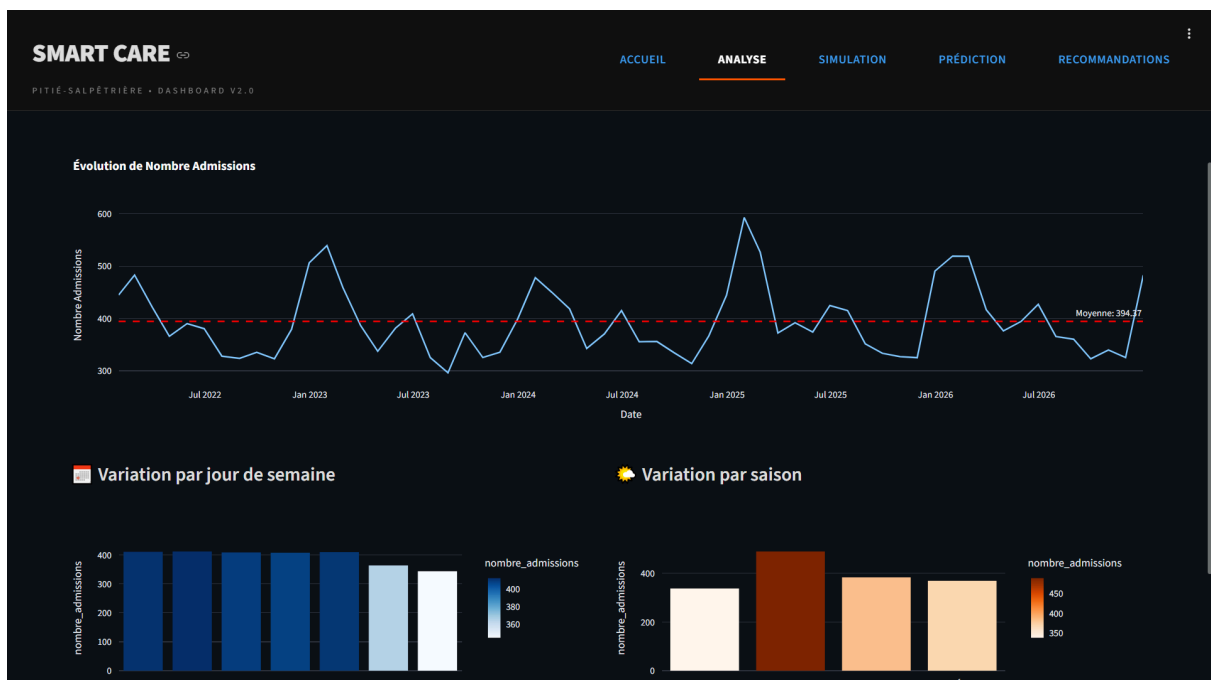 SMART CARE
ACCUEIL ANALYSE SIMULATION PRÉDICTION RECOMMANDATIONS
PITIÉ-SALPÊTRIÈRE • DASHBOARD V2.0
Évolution de Nombre Admissions
Nombre Admissions
600
500
400
300
Moyenne: 394.37
Jul 2022 Jan 2023 Jul 2023 Jan 2024 Jul 2024 Jan 2025 Jul 2025 Jan 2026 Jul 2026
Date
Variation par jour de semaine
nombre_admissions
400
300
200
100
0
nombre_admissions
400
380
360
Variation par saison
nombre_admissions
400
200
0
nombre_admissions
450
400
350